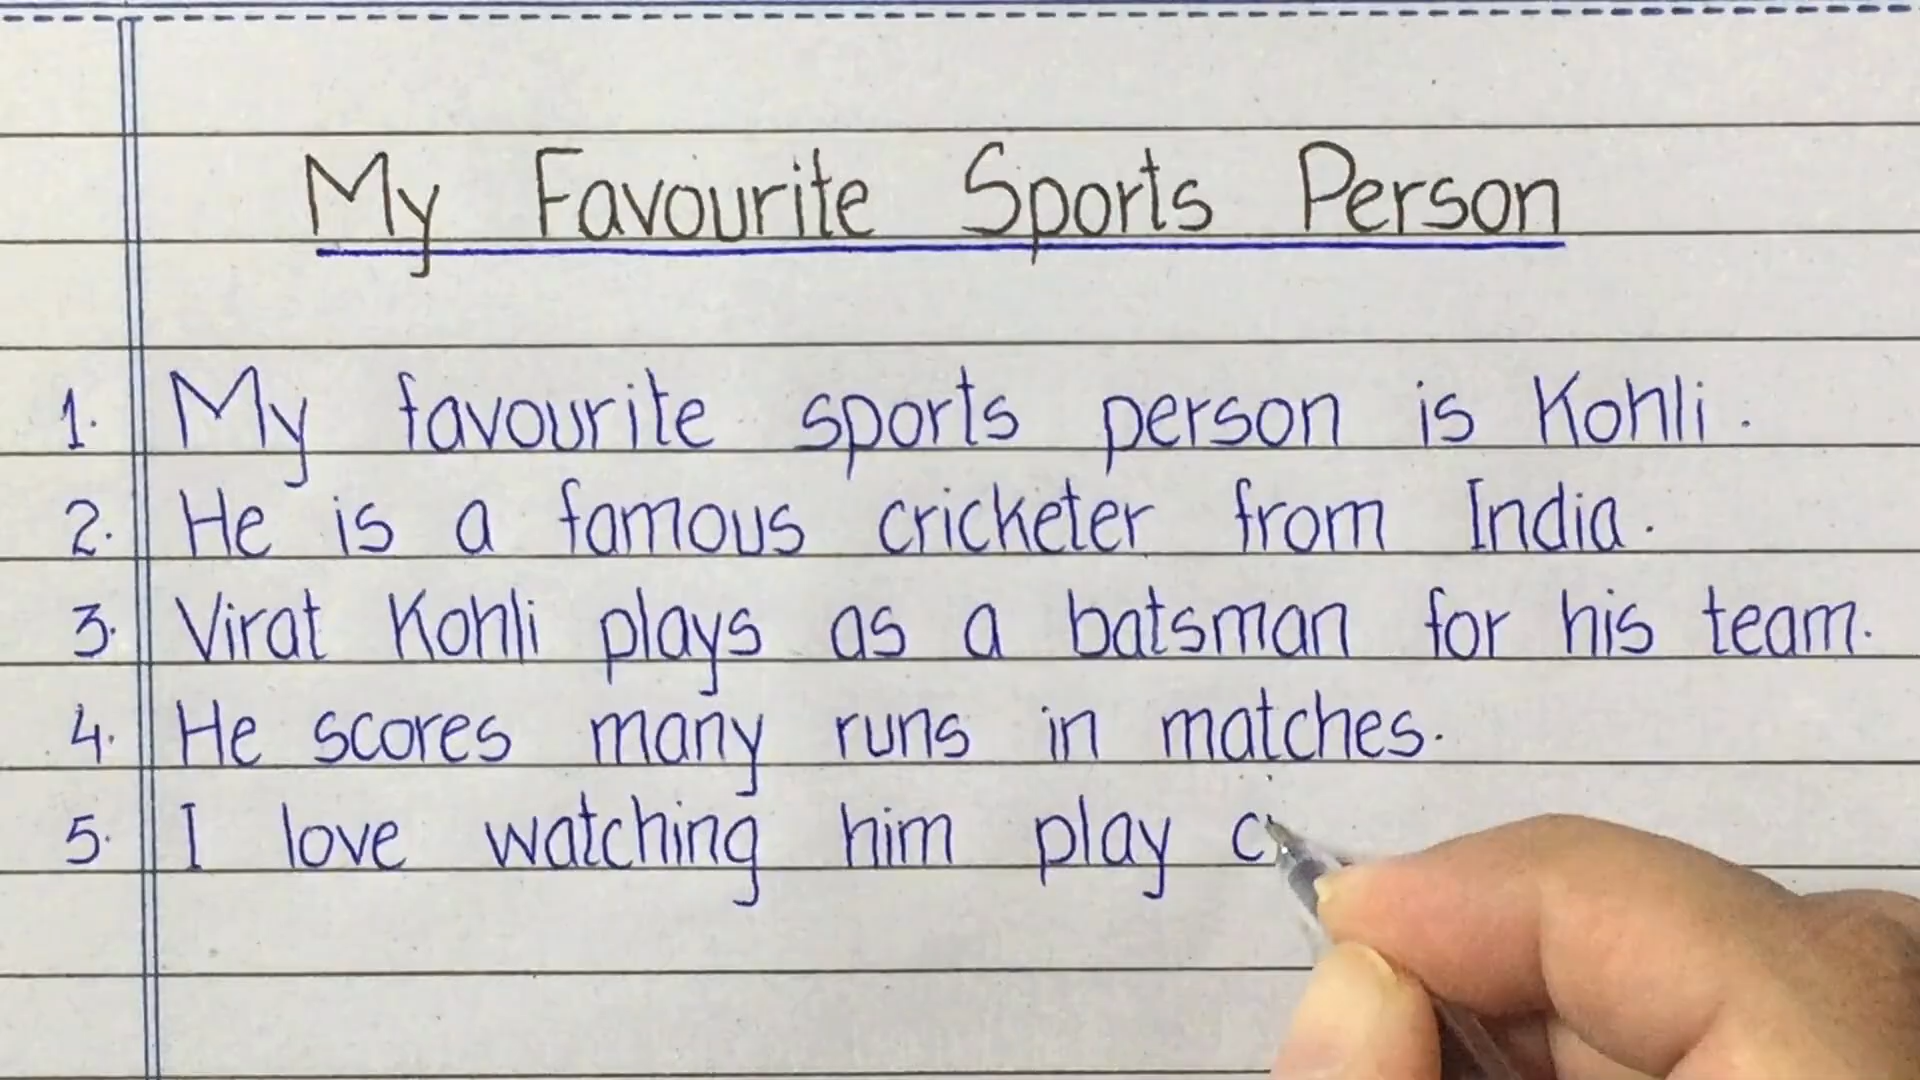 My Favourite Sports Person
1. My favourite sports person is Kohli.
2. He is a famous cricketer from India.
3. Virat Kohli plays as a batsman for his team.
4. He scores many runs in matches.
5. I love watching him play c